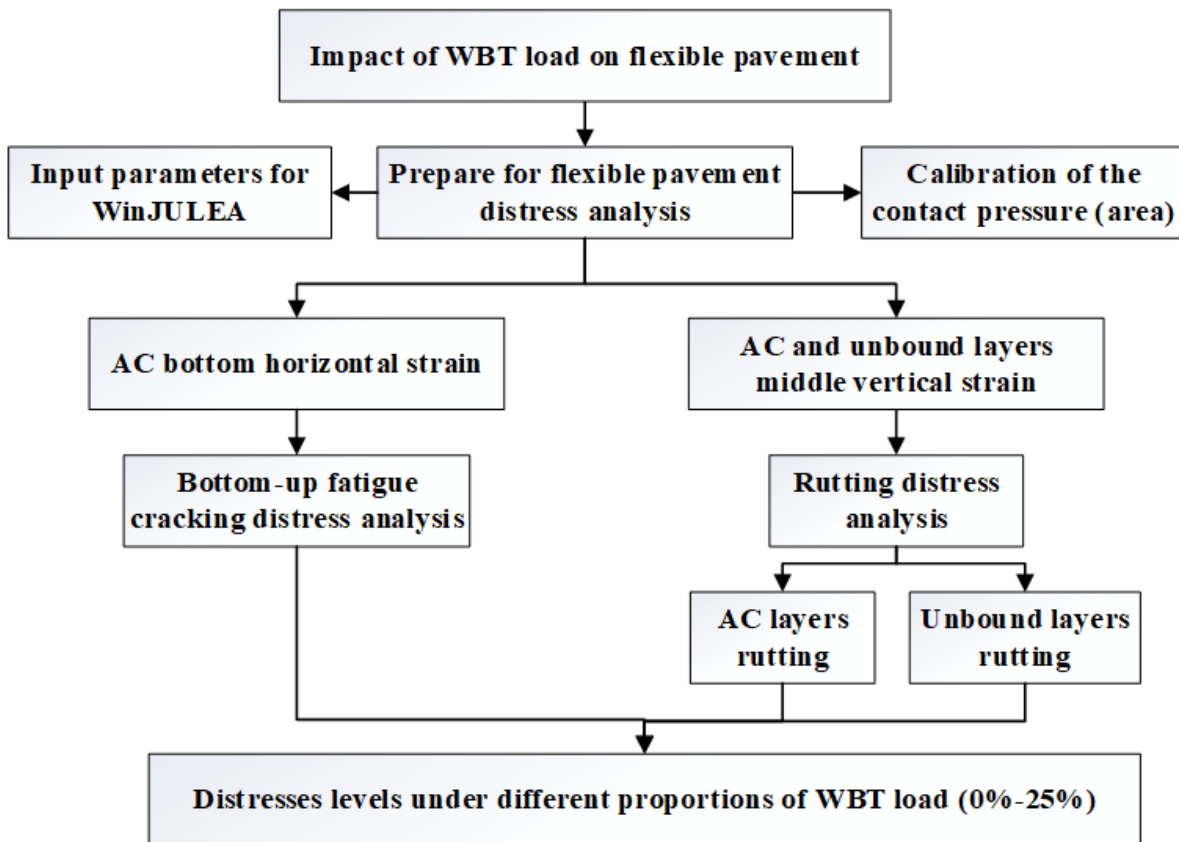 Impact of WBT load on flexible pavement
Input parameters for
WinJULEA
Prepare for flexible pavement
distress analysis
Calibration of the
contact pressure (area)
AC bottom horizontal strain
AC and unbound layers
middle vertical strain
Bottom-up fatigue
cracking distress analysis
Rutting distress
analysis
AC layers
rutting
Unbound layers
rutting
Distresses levels under different proportions of WBT load (0%-25%)